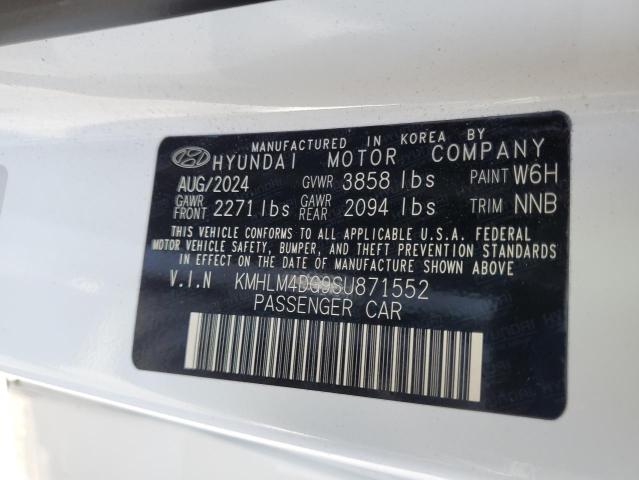 MANUFACTURED IN KOREA BY
HYUNDAI MOTOR COMPANY
AUG/2024 GVWR 3858 lbs PAINT W6H
GAWR FRONT 2271 lbs GAWR REAR 2094 lbs TRIM NNB
THIS VEHICLE CONFORMS TO ALL APPLICABLE U.S.A. FEDERAL
MOTOR VEHICLE SAFETY, BUMPER, AND THEFT PREVENTION STANDARDS
IN EFFECT ON THE DATE OF MANUFACTURE SHOWN ABOVE.
V.I.N KMHLM4DG9SU871552
PASSENGER CAR